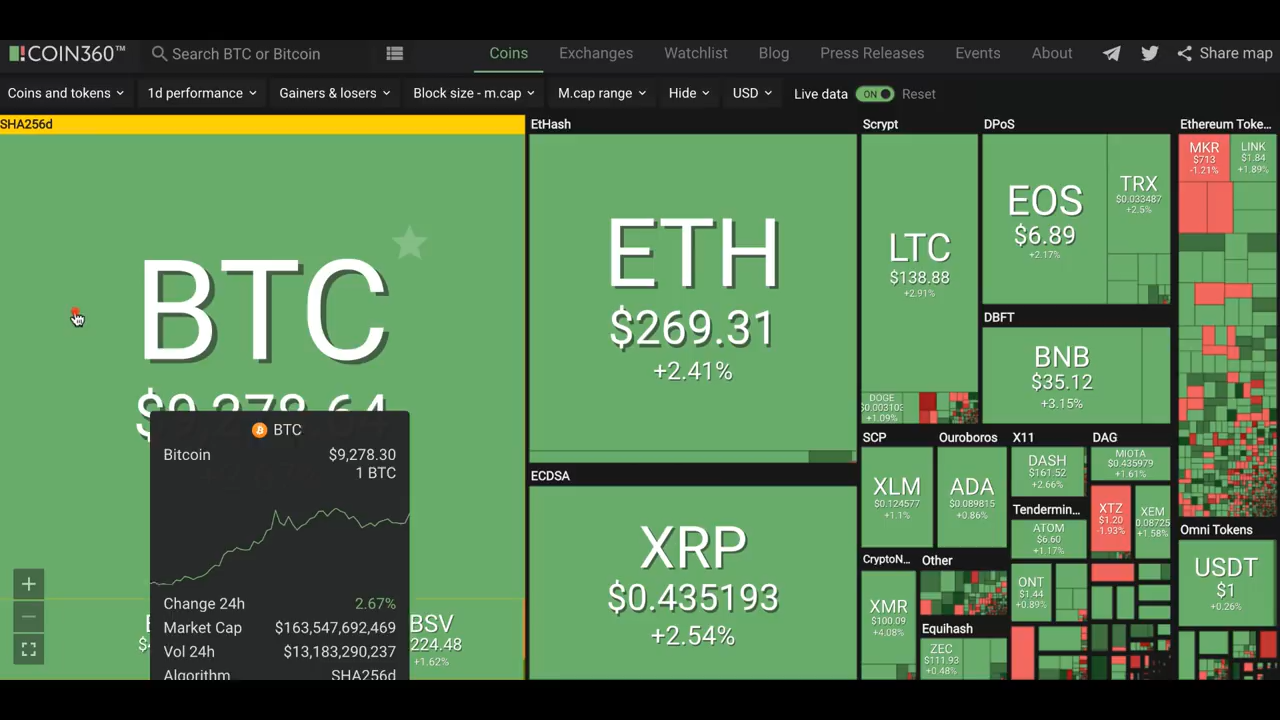 COIN360™
Search BTC or Bitcoin
Coins
Exchanges
Watchlist
Blog
Press Releases
Events
About
Share map
Coins and tokens
1d performance
Gainers & losers
Block size - m.cap
M.cap range
Hide
USD
Live data
ON
Reset
SHA256d
BTC
$9,278.64
BTC
Bitcoin $9,278.30
1 BTC
Change 24h 2.67%
Market Cap $163,547,692,469
Vol 24h $13,183,290,237
Algorithm SHA256d
BSV
224.48
+1.62%
EtHash
ETH
$269.31
+2.41%
ECDSA
XRP
$0.435193
+2.54%
Scrypt
LTC
$138.88
+2.91%
DOGE
+1.09%
DPoS
EOS
$6.89
+2.17%
TRX
$0.033487
+2.5%
DBFT
BNB
$35.12
+3.15%
SCP
XLM
$0.124577
+1.1%
Ouroboros
ADA
$0.089815
+0.86%
X11
DASH
$161.52
+2.66%
DAG
MIOTA
$0.435979
+1.61%
XTZ
$1.20
-1.93%
XEM
0.08725
+1.58%
Tendermin...
ATOM
$6.60
+1.17%
ONT
$1.44
+0.89%
CryptoN...
XMR
$100.09
+4.08%
Other
Equihash
ZEC
$111.93
+0.48%
Ethereum Toke...
MKR
$713
-1.21%
LINK
$1.84
+1.89%
Omni Tokens
USDT
$1
+0.26%